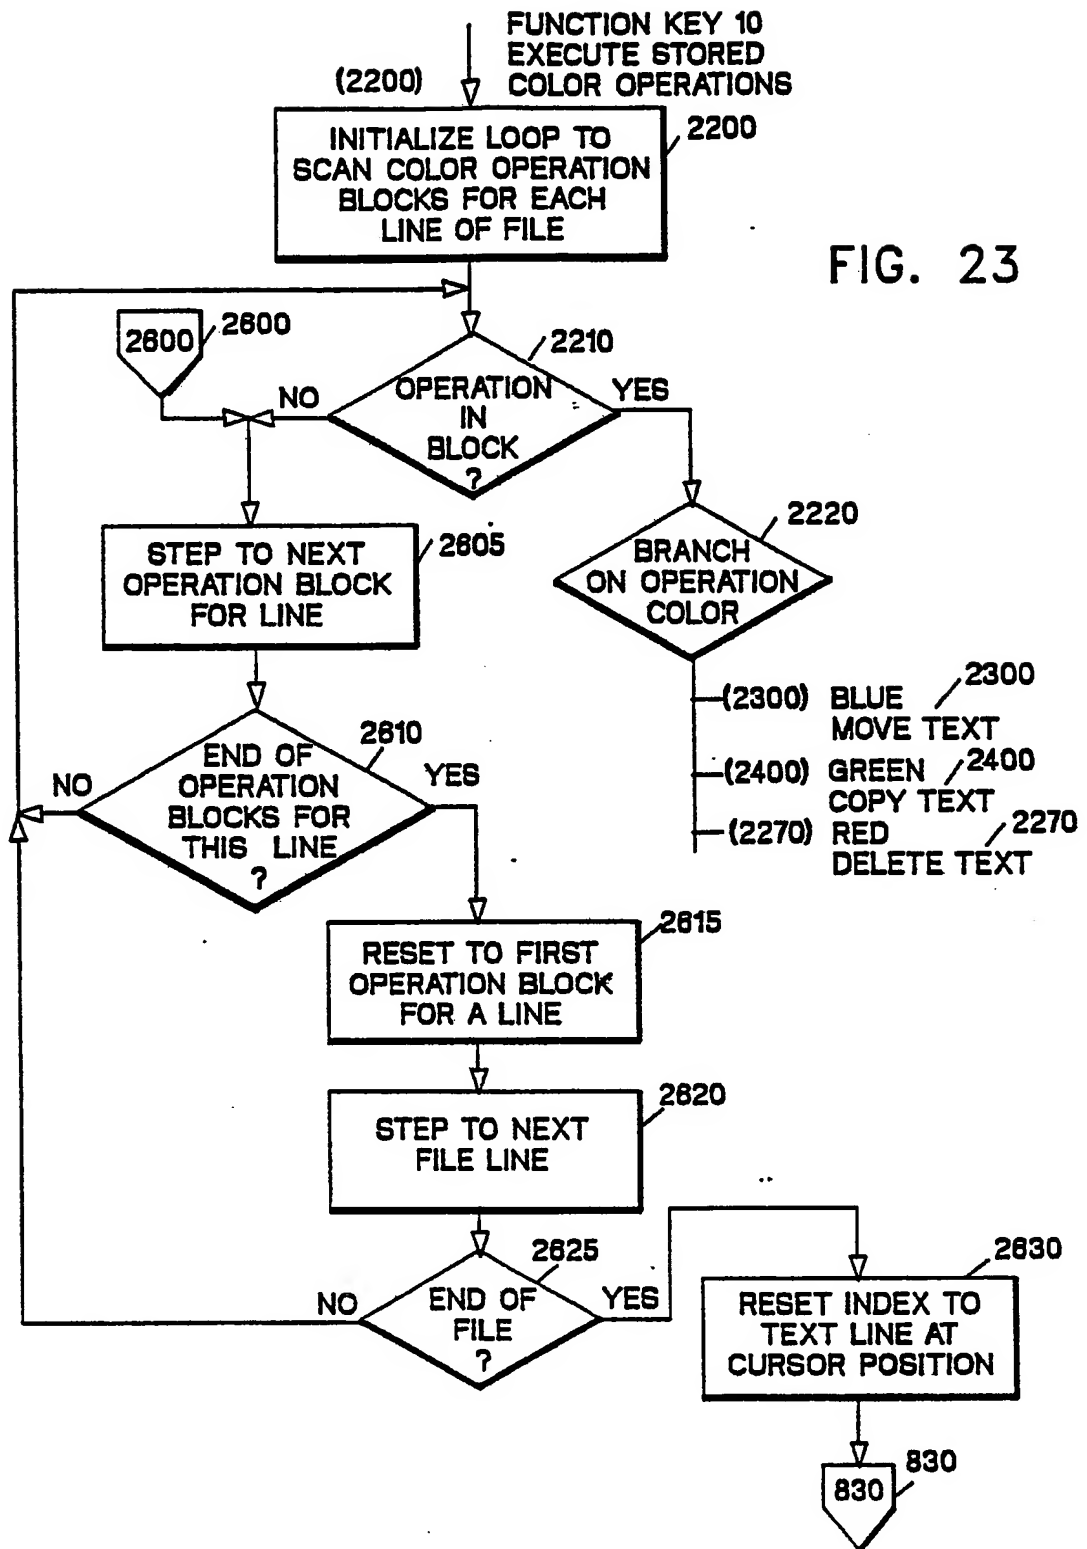 FUNCTION KEY 10
EXECUTE STORED
COLOR OPERATIONS
(2200)
2200
INITIALIZE LOOP TO
SCAN COLOR OPERATION
BLOCKS FOR EACH
LINE OF FILE
FIG. 23
2600
2600
2210
NO
OPERATION
IN
BLOCK
?
YES
2605
STEP TO NEXT
OPERATION BLOCK
FOR LINE
2220
BRANCH
ON OPERATION
COLOR
(2300) BLUE 2300
MOVE TEXT
(2400) GREEN 2400
COPY TEXT
(2270) RED 2270
DELETE TEXT
2610
NO
END OF
OPERATION
BLOCKS FOR
THIS LINE
?
YES
2615
RESET TO FIRST
OPERATION BLOCK
FOR A LINE
2620
STEP TO NEXT
FILE LINE
2625
NO
END OF
FILE
?
YES
2630
RESET INDEX TO
TEXT LINE AT
CURSOR POSITION
830
830